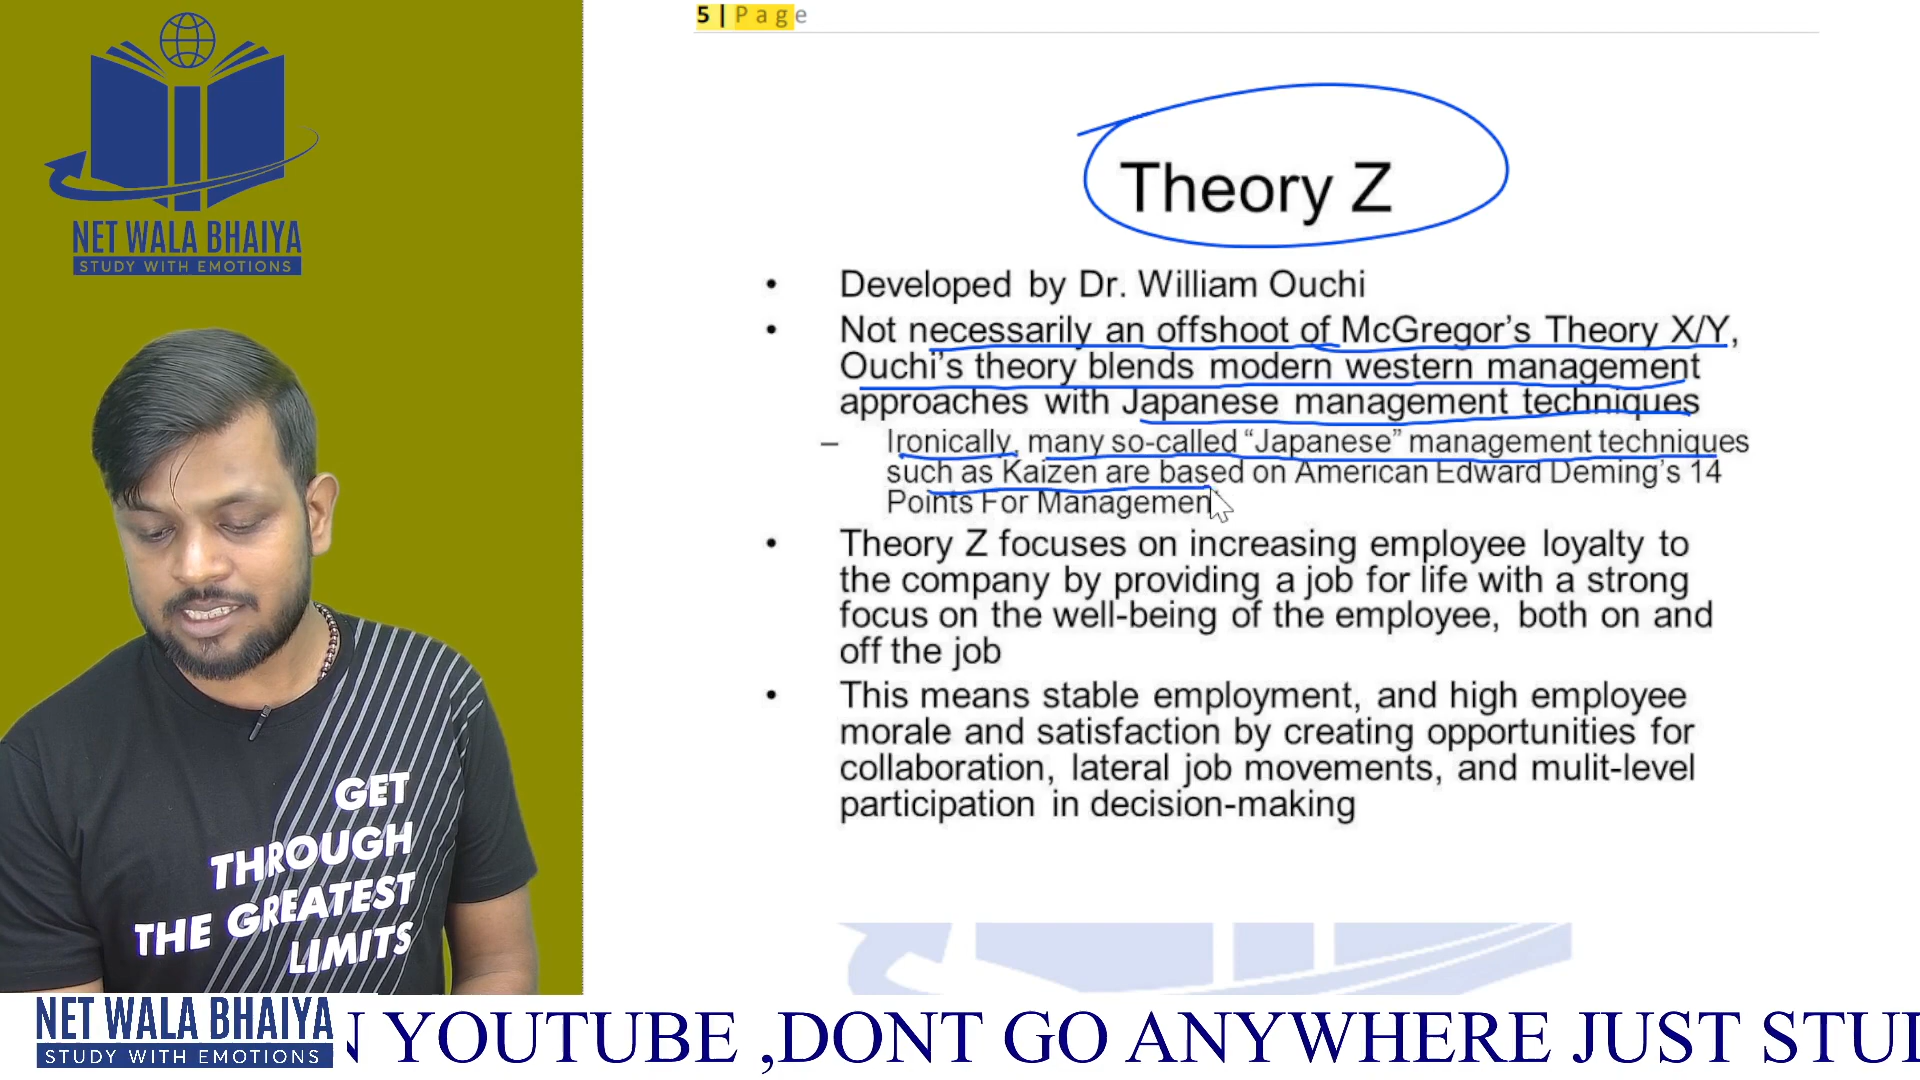 5 | Page
NET WALA BHAIYA
STUDY WITH EMOTIONS
Theory Z
• Developed by Dr. William Ouchi
• Not necessarily an offshoot of McGregor's Theory X/Y,
Ouchi's theory blends modern western management
approaches with Japanese management techniques
– Ironically, many so-called “Japanese” management techniques
such as Kaizen are based on American Edward Deming's 14
Points For Managemen
• Theory Z focuses on increasing employee loyalty to
the company by providing a job for life with a strong
focus on the well-being of the employee, both on and
off the job
• This means stable employment, and high employee
morale and satisfaction by creating opportunities for
collaboration, lateral job movements, and mulit-level
participation in decision-making
GET
THROUGH
THE GREATEST
LIMITS
NET WALA BHAIYA
STUDY WITH EMOTIONS
N YOUTUBE ,DONT GO ANYWHERE JUST STU